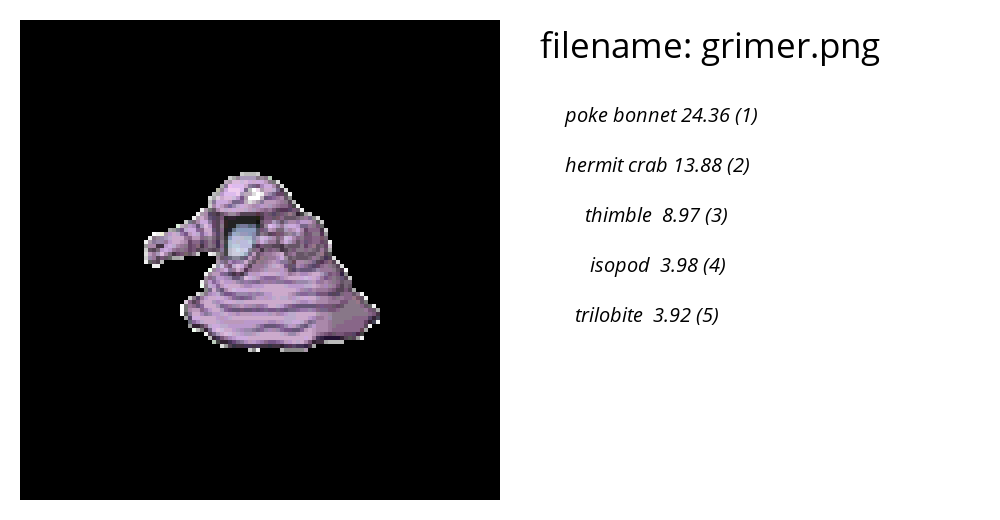 filename: grimer.png
poke bonnet 24.36 (1)
hermit crab 13.88 (2)
thimble 8.97 (3)
isopod 3.98 (4)
trilobite 3.92 (5)